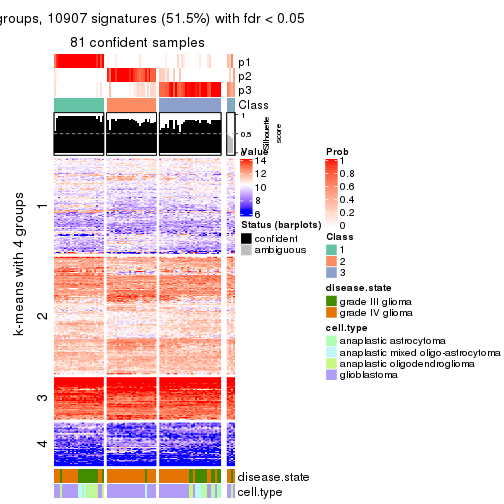 groups, 10907 signatures (51.5%) with fdr < 0.05
81 confident samples
p1
p2
p3
Class
1
0.5
0
Silhouette
score
k-means with 4 groups
1
2
3
4
disease.state
cell.type
Value
14
12
10
8
6
Status (barplots)
confident
ambiguous
Prob
1
0.8
0.6
0.4
0.2
0
Class
1
2
3
disease.state
grade III glioma
grade IV glioma
cell.type
anaplastic astrocytoma
anaplastic mixed oligo-astrocytoma
anaplastic oligodendroglioma
glioblastoma